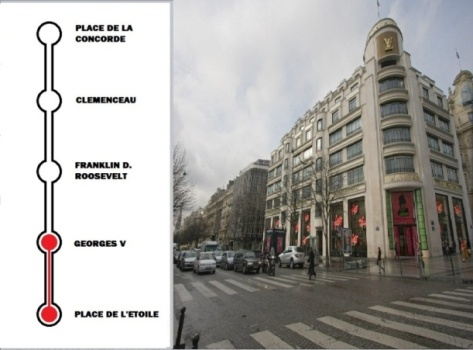 PLACE DE LA
CONCORDE
CLEMENCEAU
FRANKLIN D.
ROOSEVELT
GEORGES V
PLACE DE L'ETOILE